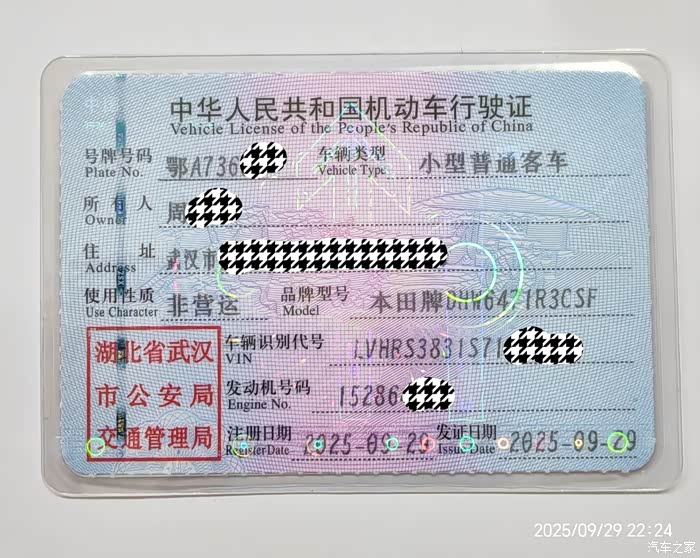 中华人民共和国机动车行驶证
Vehicle License of the People's Republic of China
号牌号码 鄂A736 车辆类型 小型普通客车
Plate No. Vehicle Type
所有人 周
Owner
住址 武汉市
Address
使用性质 非营运 品牌型号 本田牌DHW6471R3CSF
Use Character Model
湖北省武汉
市公安局
交通管理局
车辆识别代号 LVHRS3831S71
VIN
发动机号码 15286
Engine No.
注册日期 2025-09-29 发证日期 2025-09-29
Register Date Issue Date
2025/09/29 22:24
汽车之家